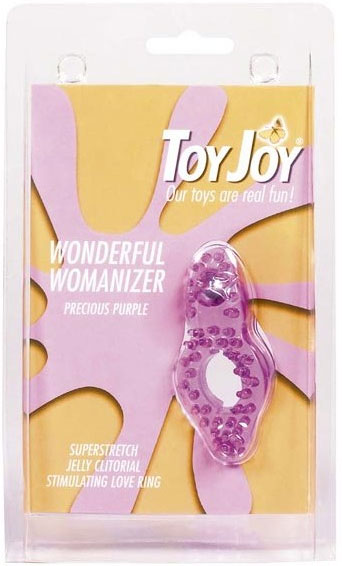 TOYJOY
Our toys are real fun!
WONDERFUL
WOMANIZER
PRECIOUS PURPLE
SUPERSTRETCH
JELLY CLITORIAL
STIMULATING LOVE RING